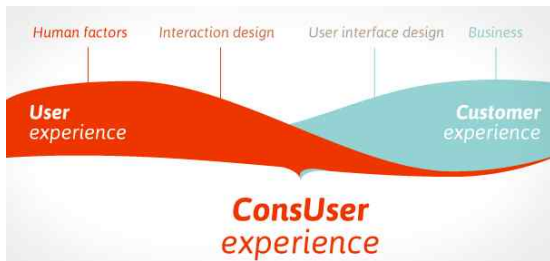 Human factors Interaction design User interface design Business
User
experience
Customer
experience
ConsUser
experience